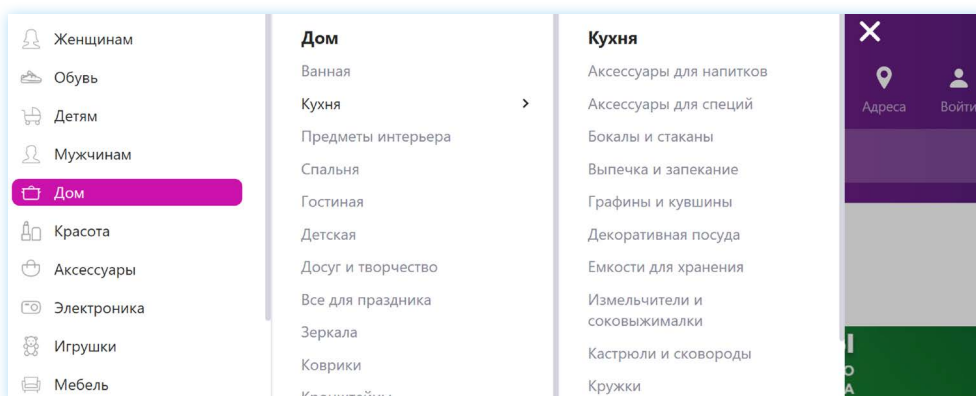 Женщинам
Обувь
Детям
Мужчинам
Дом
Красота
Аксессуары
Электроника
Игрушки
Мебель
Дом
Ванная
Кухня
Предметы интерьера
Спальня
Гостиная
Детская
Досуг и творчество
Все для праздника
Зеркала
Коврики
Кухня
Аксессуары для напитков
Аксессуары для специй
Бокалы и стаканы
Выпечка и запекание
Графины и кувшины
Декоративная посуда
Емкости для хранения
Измельчители и
соковыжималки
Кастрюли и сковороды
Кружки
Адреса
Войти